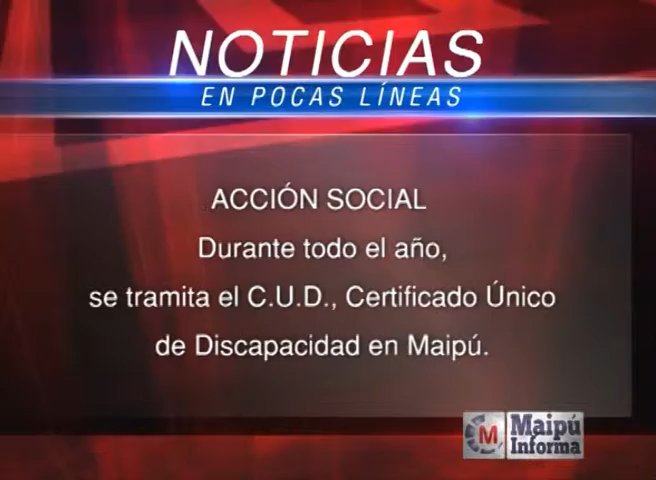 NOTICIAS
EN POCAS LÍNEAS
ACCIÓN SOCIAL
Durante todo el año,
se tramita el C.U.D., Certificado Único
de Discapacidad en Maipú.
M
Maipú
Informa